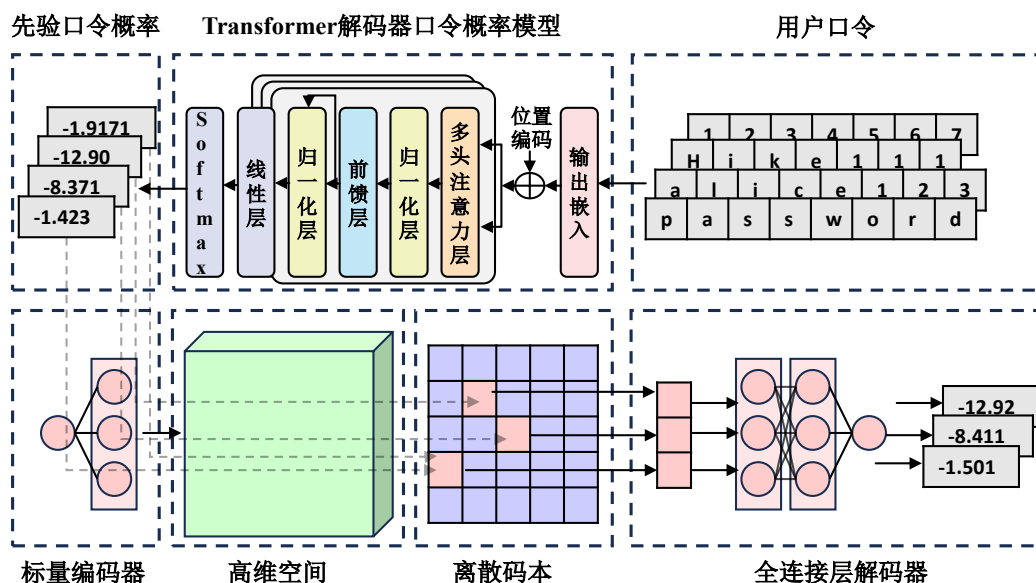 先验口令概率
Transformer解码器口令概率模型
用户口令
-1.9171
-12.90
-8.371
-1.423
Softmax
线性层
归一化层
前馈层
归一化层
多头注意力层
位置
编码
输出嵌入
1 2 3 4 5 6 7
H i k e 1 1 1
a l i c e 1 2 3
p a s s w o r d
-12.92
-8.411
-1.501
标量编码器
高维空间
离散码本
全连接层解码器